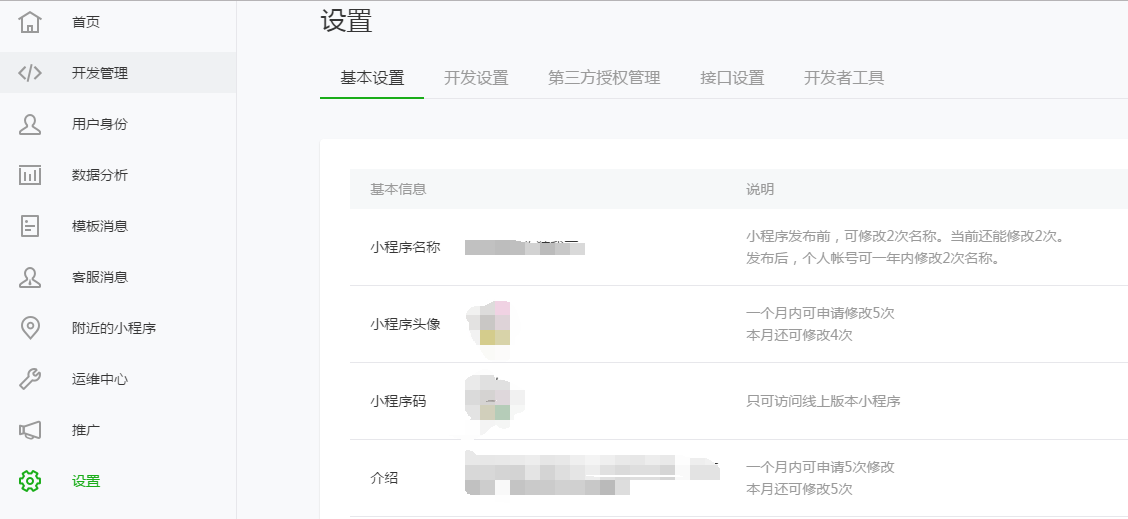 首页
开发管理
用户身份
数据分析
模板消息
客服消息
附近的小程序
运维中心
推广
设置
设置
基本设置 开发设置 第三方授权管理 接口设置 开发者工具
基本信息 说明
小程序名称
小程序发布前，可修改2次名称。当前还能修改2次。
发布后，个人帐号可一年内修改2次名称。
小程序头像
一个月内可申请修改5次
本月还可修改4次
小程序码 只可访问线上版本小程序
介绍
一个月内可申请5次修改
本月还可修改5次